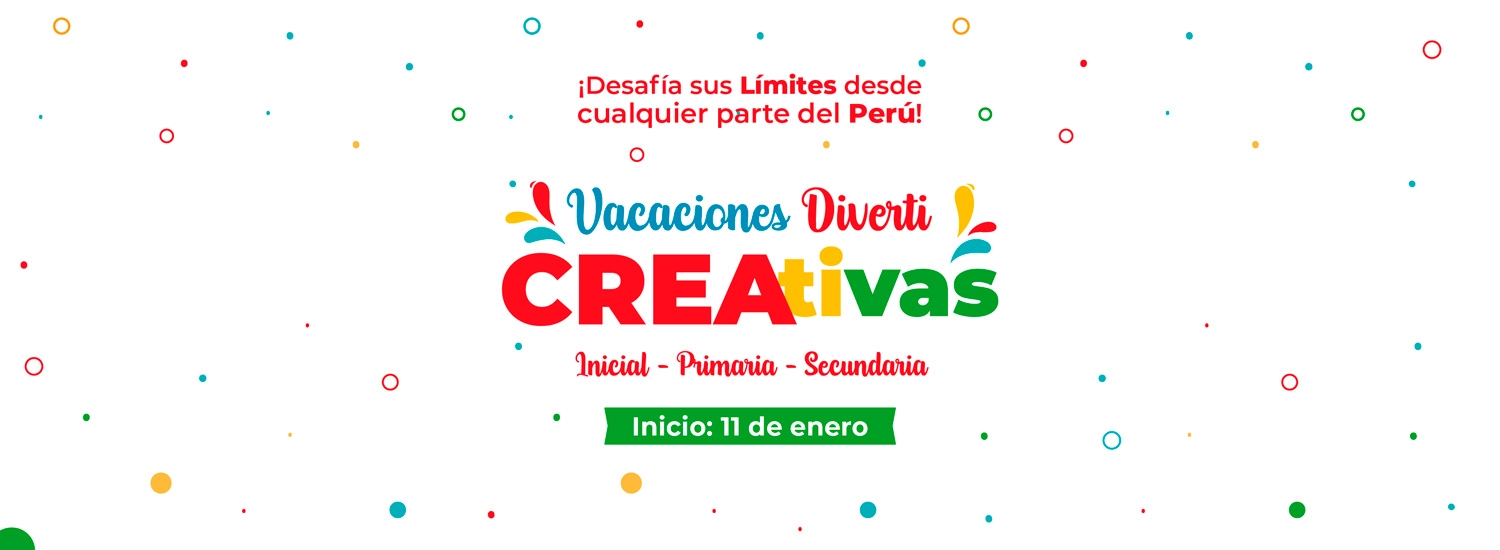 ¡Desafía sus Límites desde
cualquier parte del Perú!
Vacaciones Diverti
CREAtivas
Inicial - Primaria - Secundaria
Inicio: 11 de enero